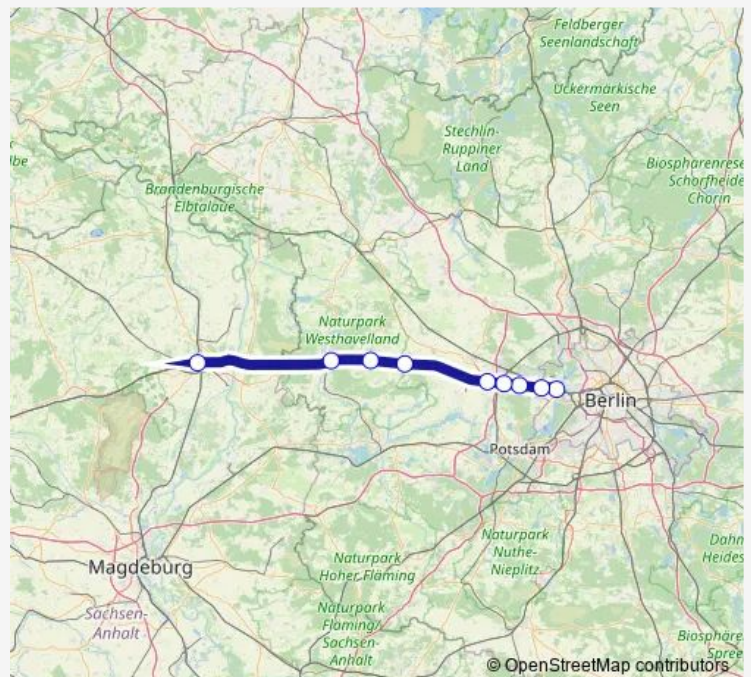 Feldberger
Seenlandschaft
Uckermärkische
Seen
Stechlin-
Ruppiner
Land
Biosphärenrese
Schorfheide
Chorin
lbe
Brandenburgische
Elbtalaue
Naturpark
Westhavelland
Berlin
Potsdam
Magdeburg
Naturpark
Nuthe-
Nieplitz
Dahn
Heides
Naturpark
Hoher Fläming
Sachsen-
Anhalt
Naturpark
Fläming/
Sachsen-
Anhalt
Biosphäre
Spree
© OpenStreetMap contributors